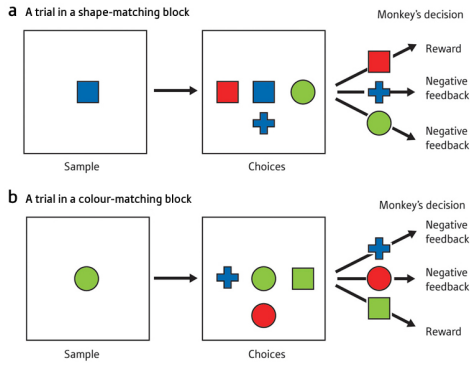 a A trial in a shape-matching block
Monkey's decision
Reward
Negative
feedback
Negative
feedback
Sample
Choices
b A trial in a colour-matching block
Monkey's decision
Negative
feedback
Negative
feedback
Reward
Sample
Choices